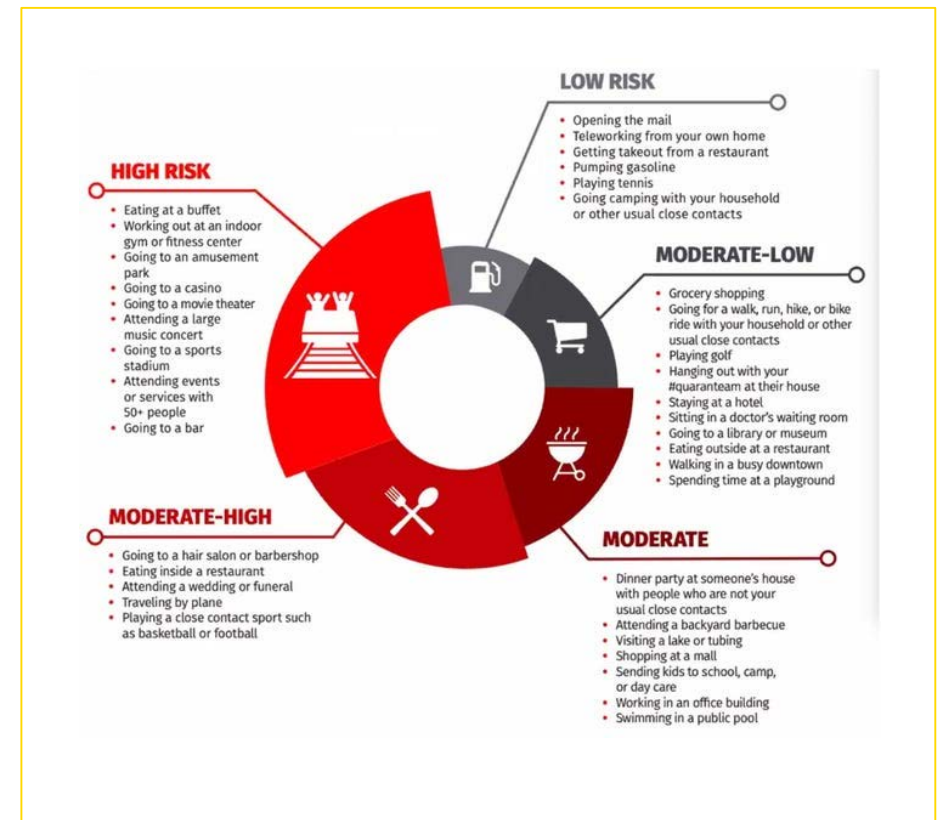 LOW RISK
• Opening the mail
• Teleworking from your own home
• Getting takeout from a restaurant
• Pumping gasoline
• Playing tennis
• Going camping with your household
or other usual close contacts
HIGH RISK
• Eating at a buffet
• Working out at an indoor
gym or fitness center
• Going to an amusement
park
• Going to a casino
• Going to a movie theater
• Attending a large
music concert
• Going to a sports
stadium
• Attending events
or services with
50+ people
• Going to a bar
MODERATE-LOW
• Grocery shopping
• Going for a walk, run, hike, or bike
ride with your household or other
usual close contacts
• Playing golf
• Hanging out with your
#quaranteam at their house
• Staying at a hotel
• Sitting in a doctor's waiting room
• Going to a library or museum
• Eating outside at a restaurant
• Walking in a busy downtown
• Spending time at a playground
MODERATE-HIGH
• Going to a hair salon or barbershop
• Eating inside a restaurant
• Attending a wedding or funeral
• Traveling by plane
• Playing a close contact sport such
as basketball or football
MODERATE
• Dinner party at someone's house
with people who are not your
usual close contacts
• Attending a backyard barbecue
• Visiting a lake or tubing
• Shopping at a mall
• Sending kids to school, camp,
or day care
• Working in an office building
• Swimming in a public pool